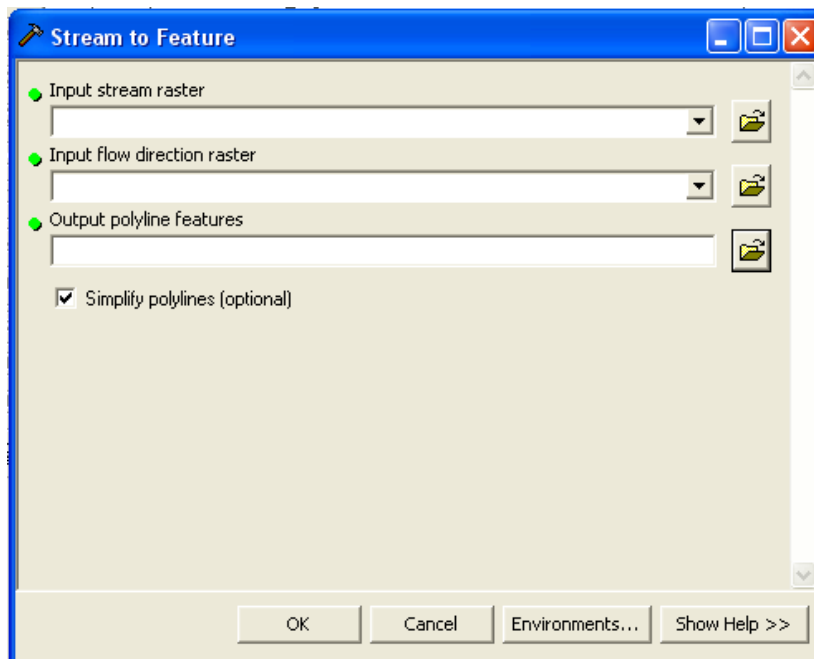 Stream to Feature
Input stream raster
Input flow direction raster
Output polyline features
Simplify polylines (optional)
OK Cancel Environments... Show Help >>